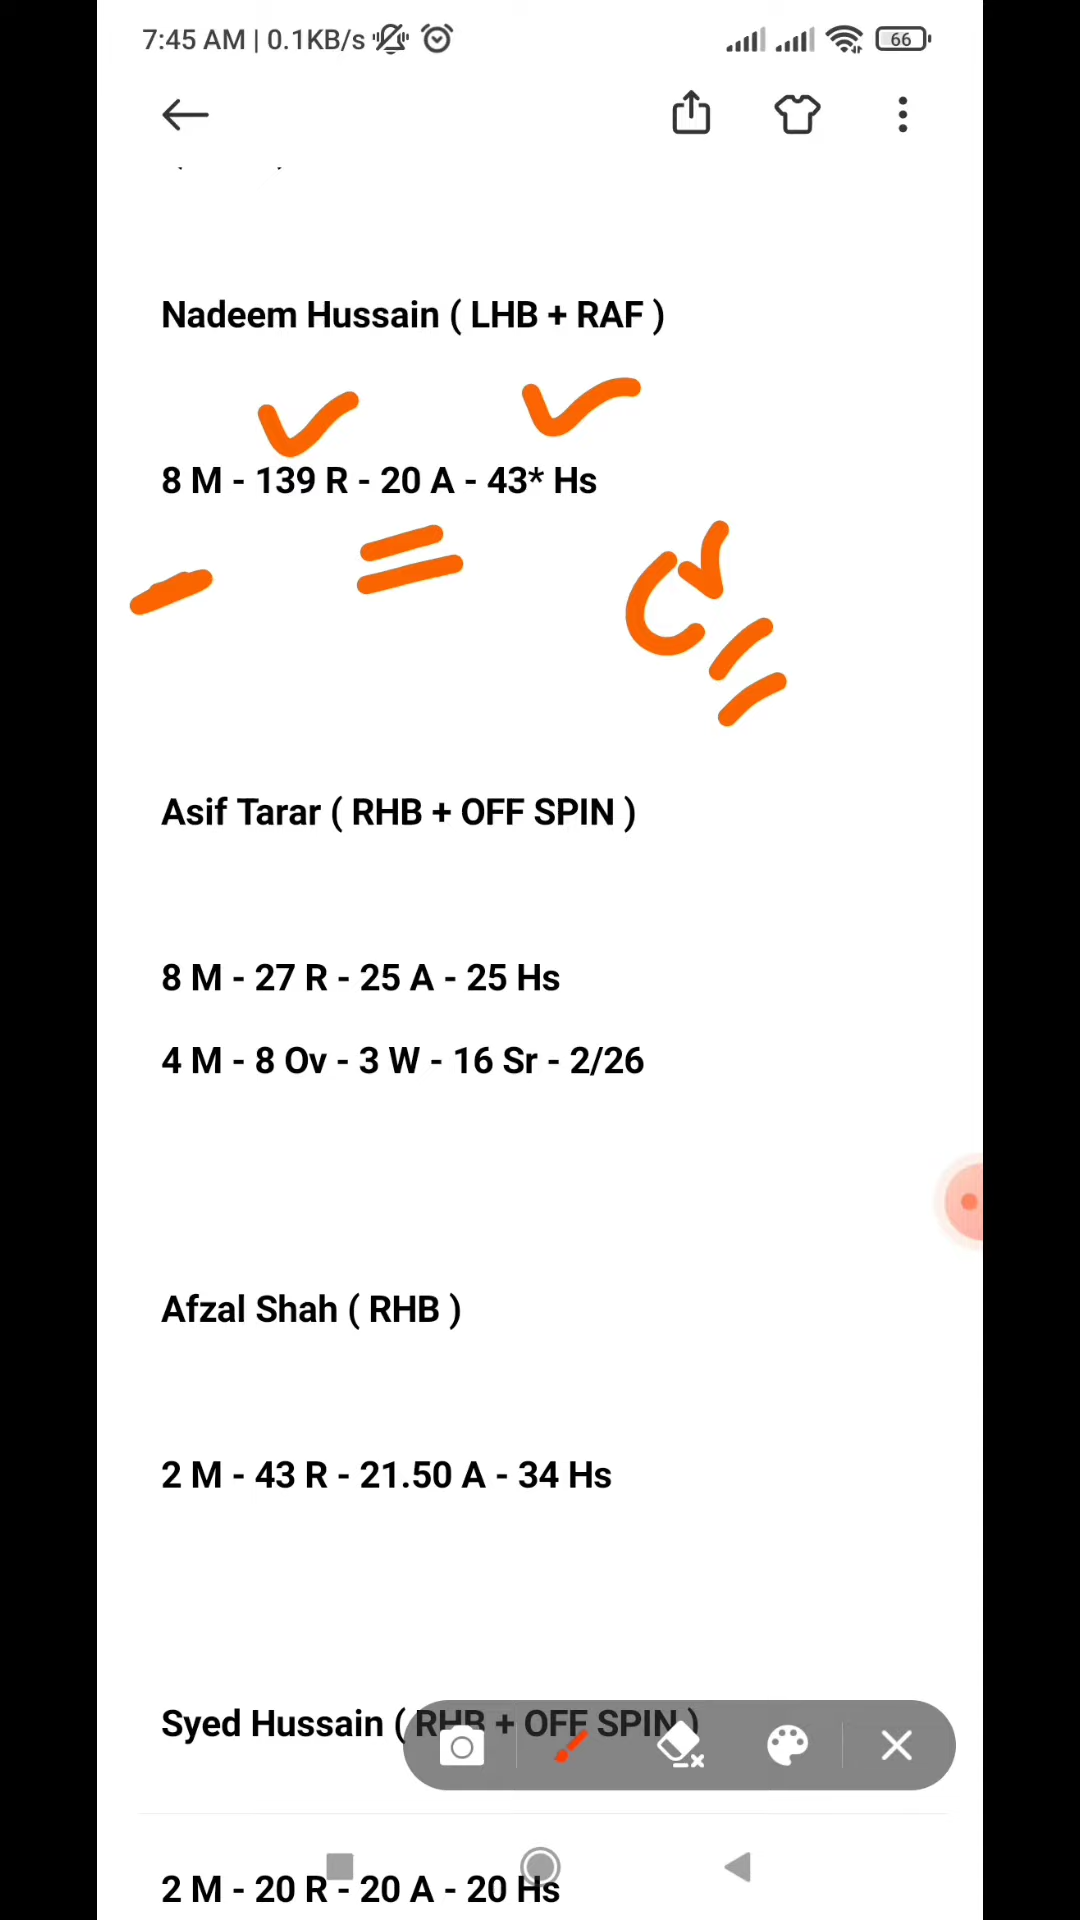 7:45 AM | 0.1KB/s
66
Nadeem Hussain ( LHB + RAF )
8 M - 139 R - 20 A - 43* Hs
Asif Tarar ( RHB + OFF SPIN )
8 M - 27 R - 25 A - 25 Hs
4 M - 8 Ov - 3 W - 16 Sr - 2/26
Afzal Shah ( RHB )
2 M - 43 R - 21.50 A - 34 Hs
Syed Hussain ( RHB + OFF SPIN )
2 M - 20 R - 20 A - 20 Hs